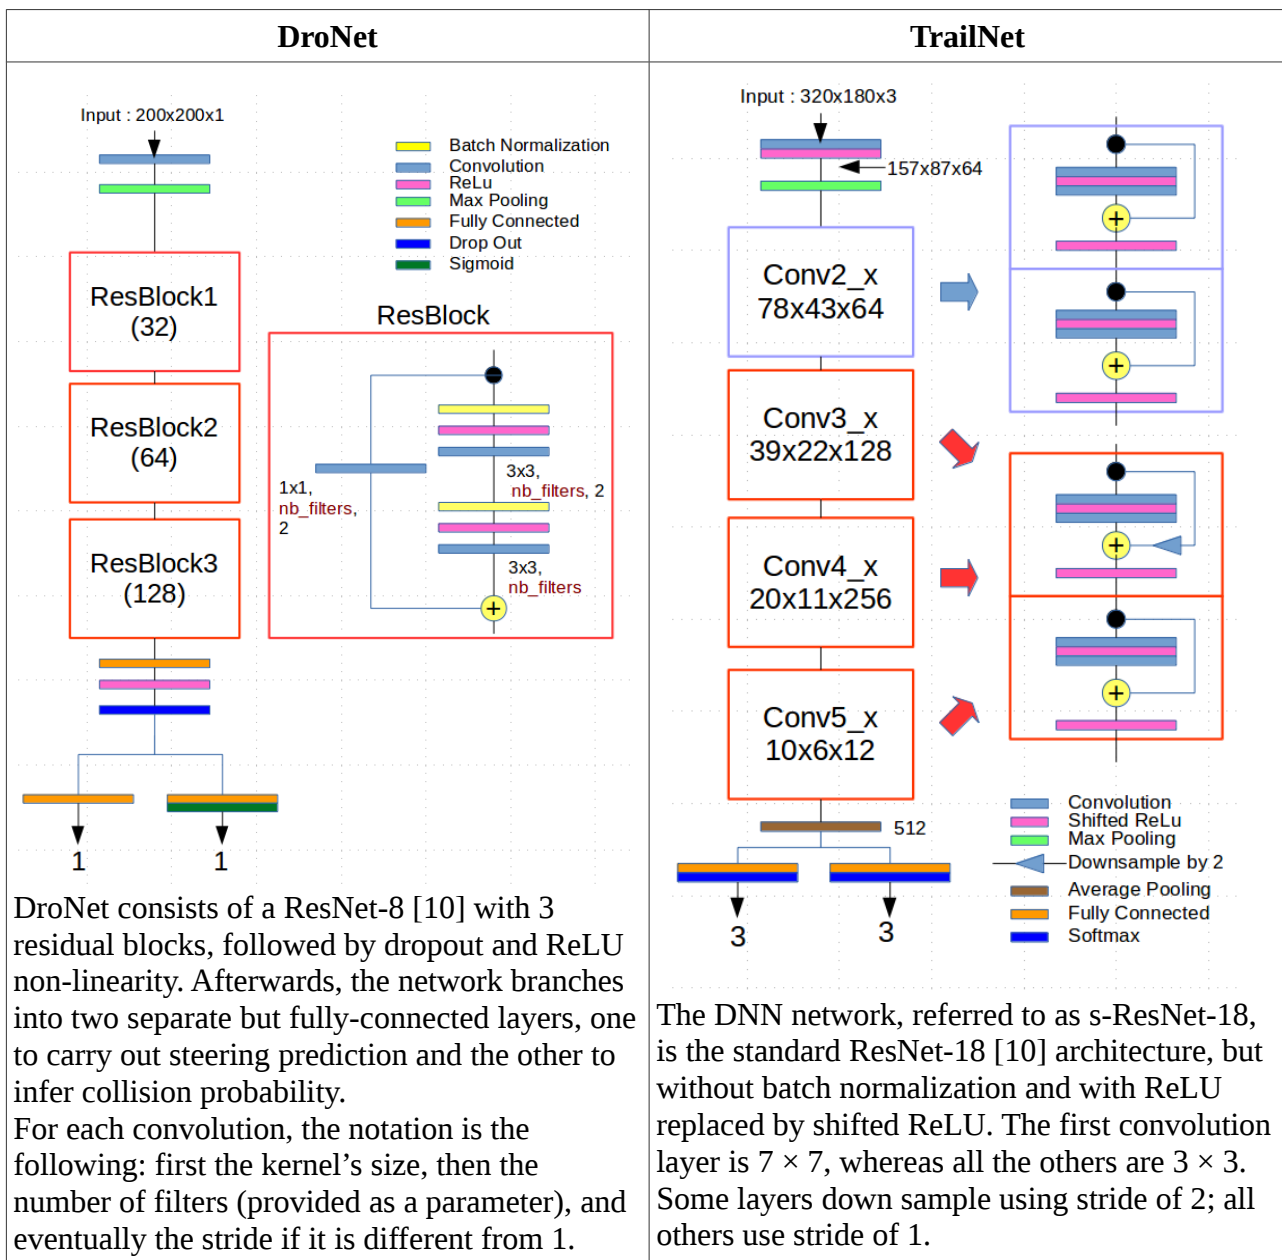 DroNet
Input : 200x200x1
Batch Normalization
Convolution
ReLu
Max Pooling
Fully Connected
Drop Out
Sigmoid
ResBlock1
(32)
ResBlock2
(64)
ResBlock3
(128)
ResBlock
1x1,
nb_filters,
2
3x3,
nb_filters, 2
3x3,
nb_filters
+
1
1
DroNet consists of a ResNet-8 [10] with 3
residual blocks, followed by dropout and ReLU
non-linearity. Afterwards, the network branches
into two separate but fully-connected layers, one
to carry out steering prediction and the other to
infer collision probability.
For each convolution, the notation is the
following: first the kernel's size, then the
number of filters (provided as a parameter), and
eventually the stride if it is different from 1.
TrailNet
Input : 320x180x3
157x87x64
Conv2_x
78x43x64
Conv3_x
39x22x128
Conv4_x
20x11x256
Conv5_x
10x6x12
+
+
+
+
512
3
3
Convolution
Shifted ReLu
Max Pooling
Downsample by 2
Average Pooling
Fully Connected
Softmax
The DNN network, referred to as s-ResNet-18,
is the standard ResNet-18 [10] architecture, but
without batch normalization and with ReLU
replaced by shifted ReLU. The first convolution
layer is 7 × 7, whereas all the others are 3 × 3.
Some layers down sample using stride of 2; all
others use stride of 1.